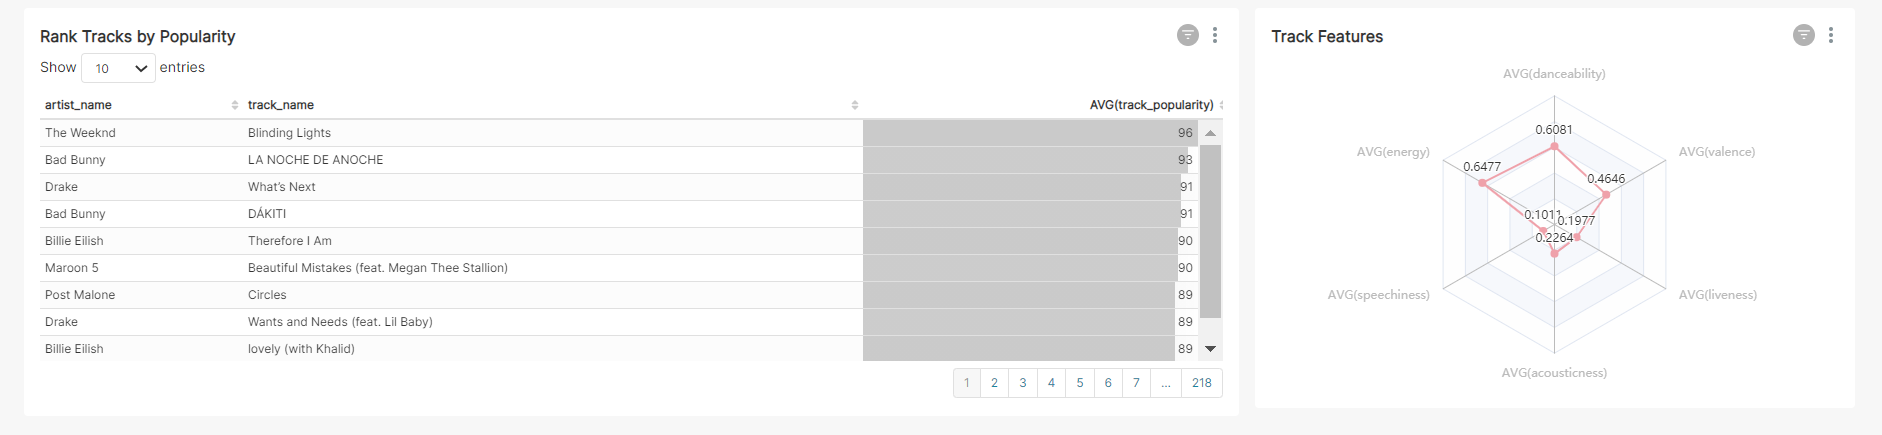 Rank Tracks by Popularity
Show 10 entries
artist_name track_name AVG(track_popularity)
The Weeknd Blinding Lights 96
Bad Bunny LA NOCHE DE ANOCHE 93
Drake What’s Next 91
Bad Bunny DÁKITI 91
Billie Eilish Therefore I Am 90
Maroon 5 Beautiful Mistakes (feat. Megan Thee Stallion) 90
Post Malone Circles 89
Drake Wants and Needs (feat. Lil Baby) 89
Billie Eilish lovely (with Khalid) 89
1 2 3 4 5 6 7 ... 218
Track Features
AVG(danceability)
0.6081
AVG(energy) AVG(valence)
0.6477
0.4646
0.1011 0.1977
0.2264
AVG(speechiness) AVG(liveness)
AVG(acousticness)